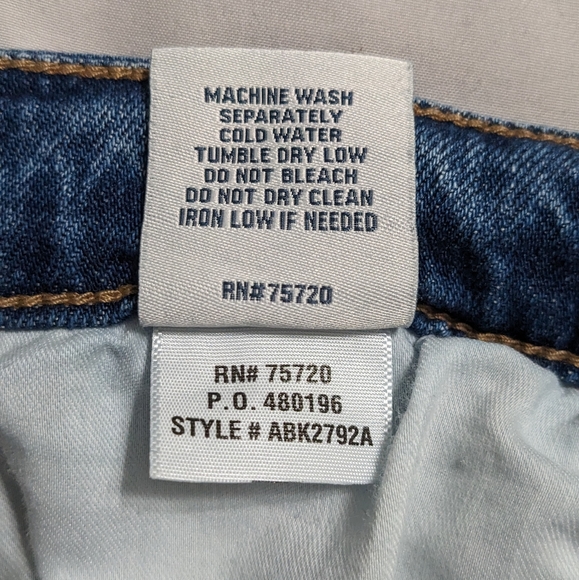 MACHINE WASH
SEPARATELY
COLD WATER
TUMBLE DRY LOW
DO NOT BLEACH
DO NOT DRY CLEAN
IRON LOW IF NEEDED
RN#75720
RN# 75720
P.O. 480196
STYLE # ABK2792A